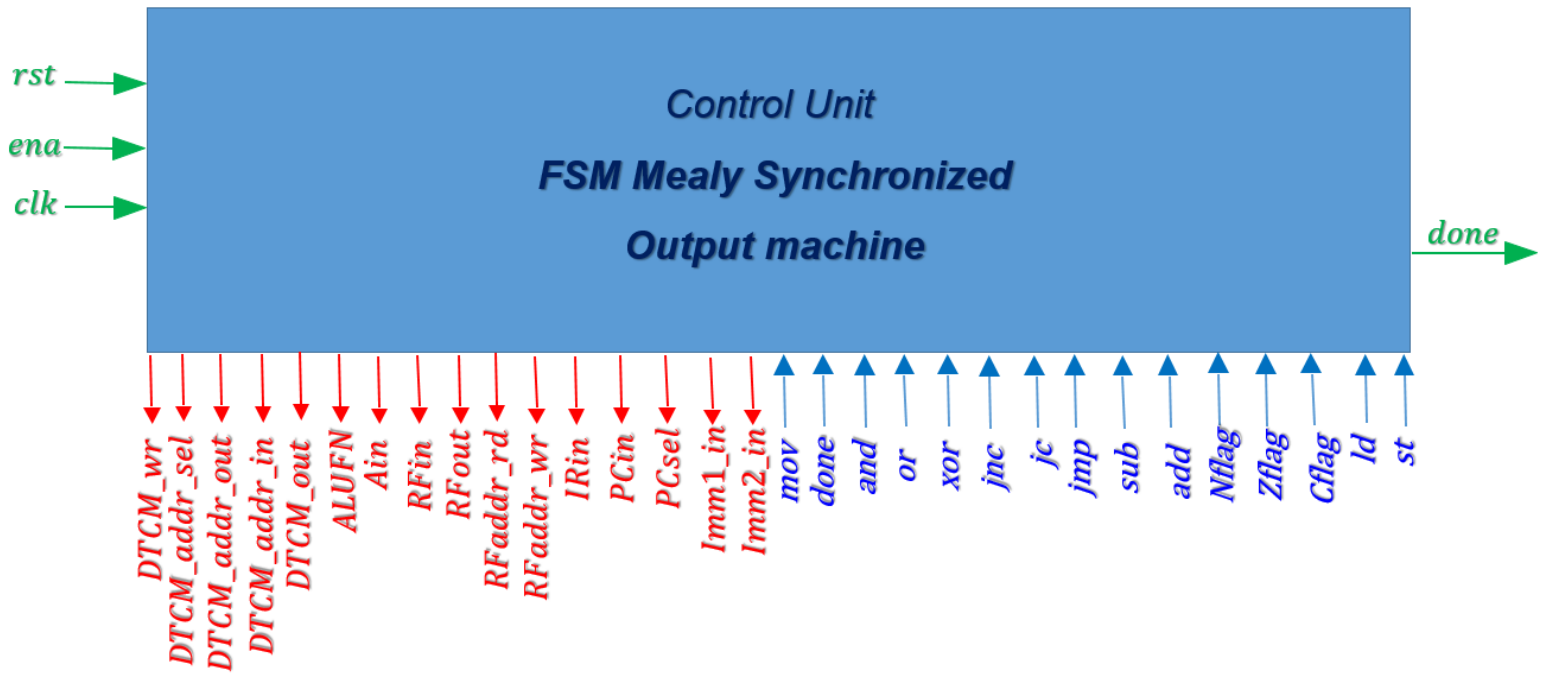 rst
ena
clk
Control Unit
FSM Mealy Synchronized
Output machine
done
DTCM_wr
DTCM_addr_sel
DTCM_addr_out
DTCM_addr_in
DTCM_out
ALUFN
Ain
RFin
RFout
RFaddr_rd
RFaddr_wr
IRin
PCin
PCsel
Imm1_in
Imm2_in
mov
done
and
or
xor
jnc
jc
jmp
sub
add
Nflag
Zflag
Cflag
ld
st